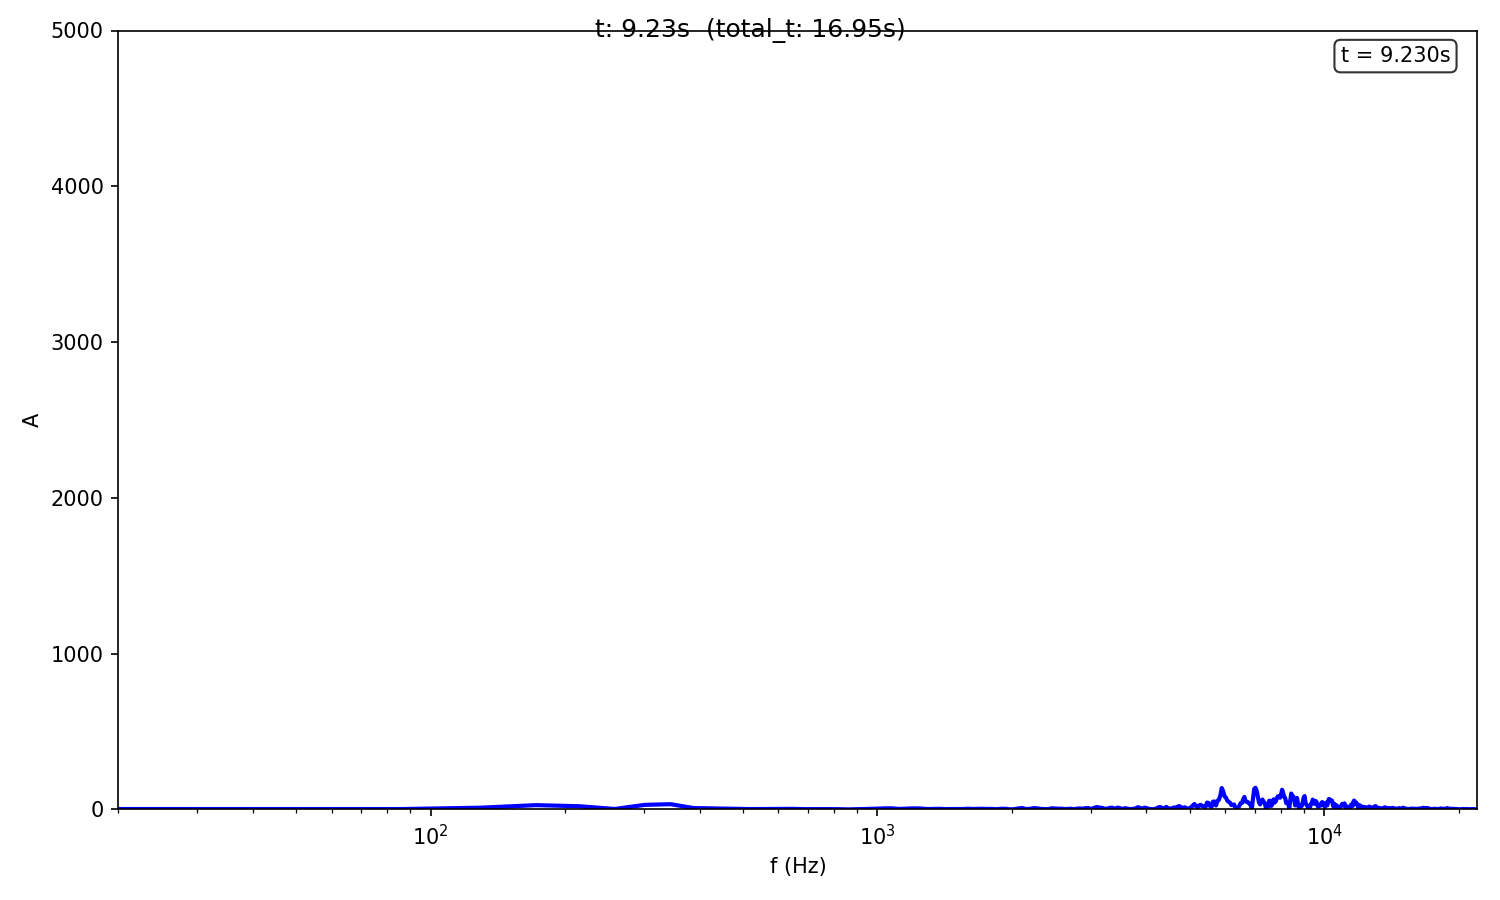 t: 9.23s  (total_t: 16.95s)
t = 9.230s
5000
4000
3000
2000
1000
0
A
10²
10³
10⁴
f (Hz)